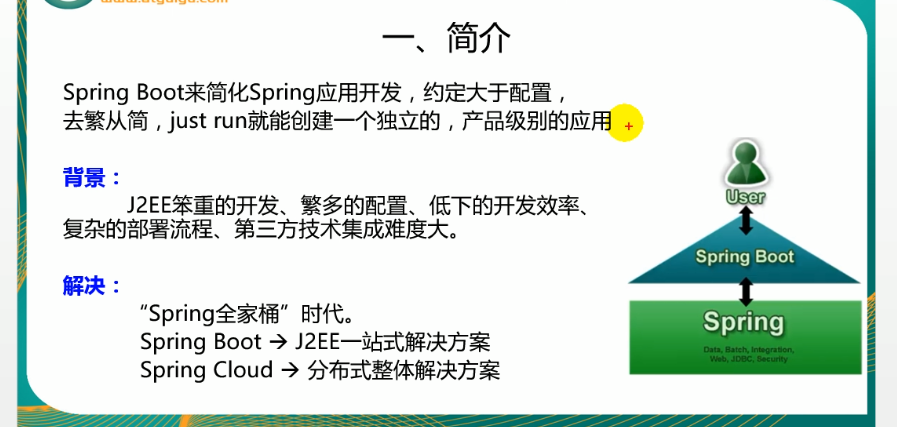 一、简介
Spring Boot来简化Spring应用开发，约定大于配置，
去繁从简，just run就能创建一个独立的，产品级别的应用
背景：
J2EE笨重的开发、繁多的配置、低下的开发效率、
复杂的部署流程、第三方技术集成难度大。
解决：
“Spring全家桶”时代。
Spring Boot → J2EE一站式解决方案
Spring Cloud → 分布式整体解决方案
User
Spring Boot
Spring
Data, Batch, Integration,
Web, JDBC, Security